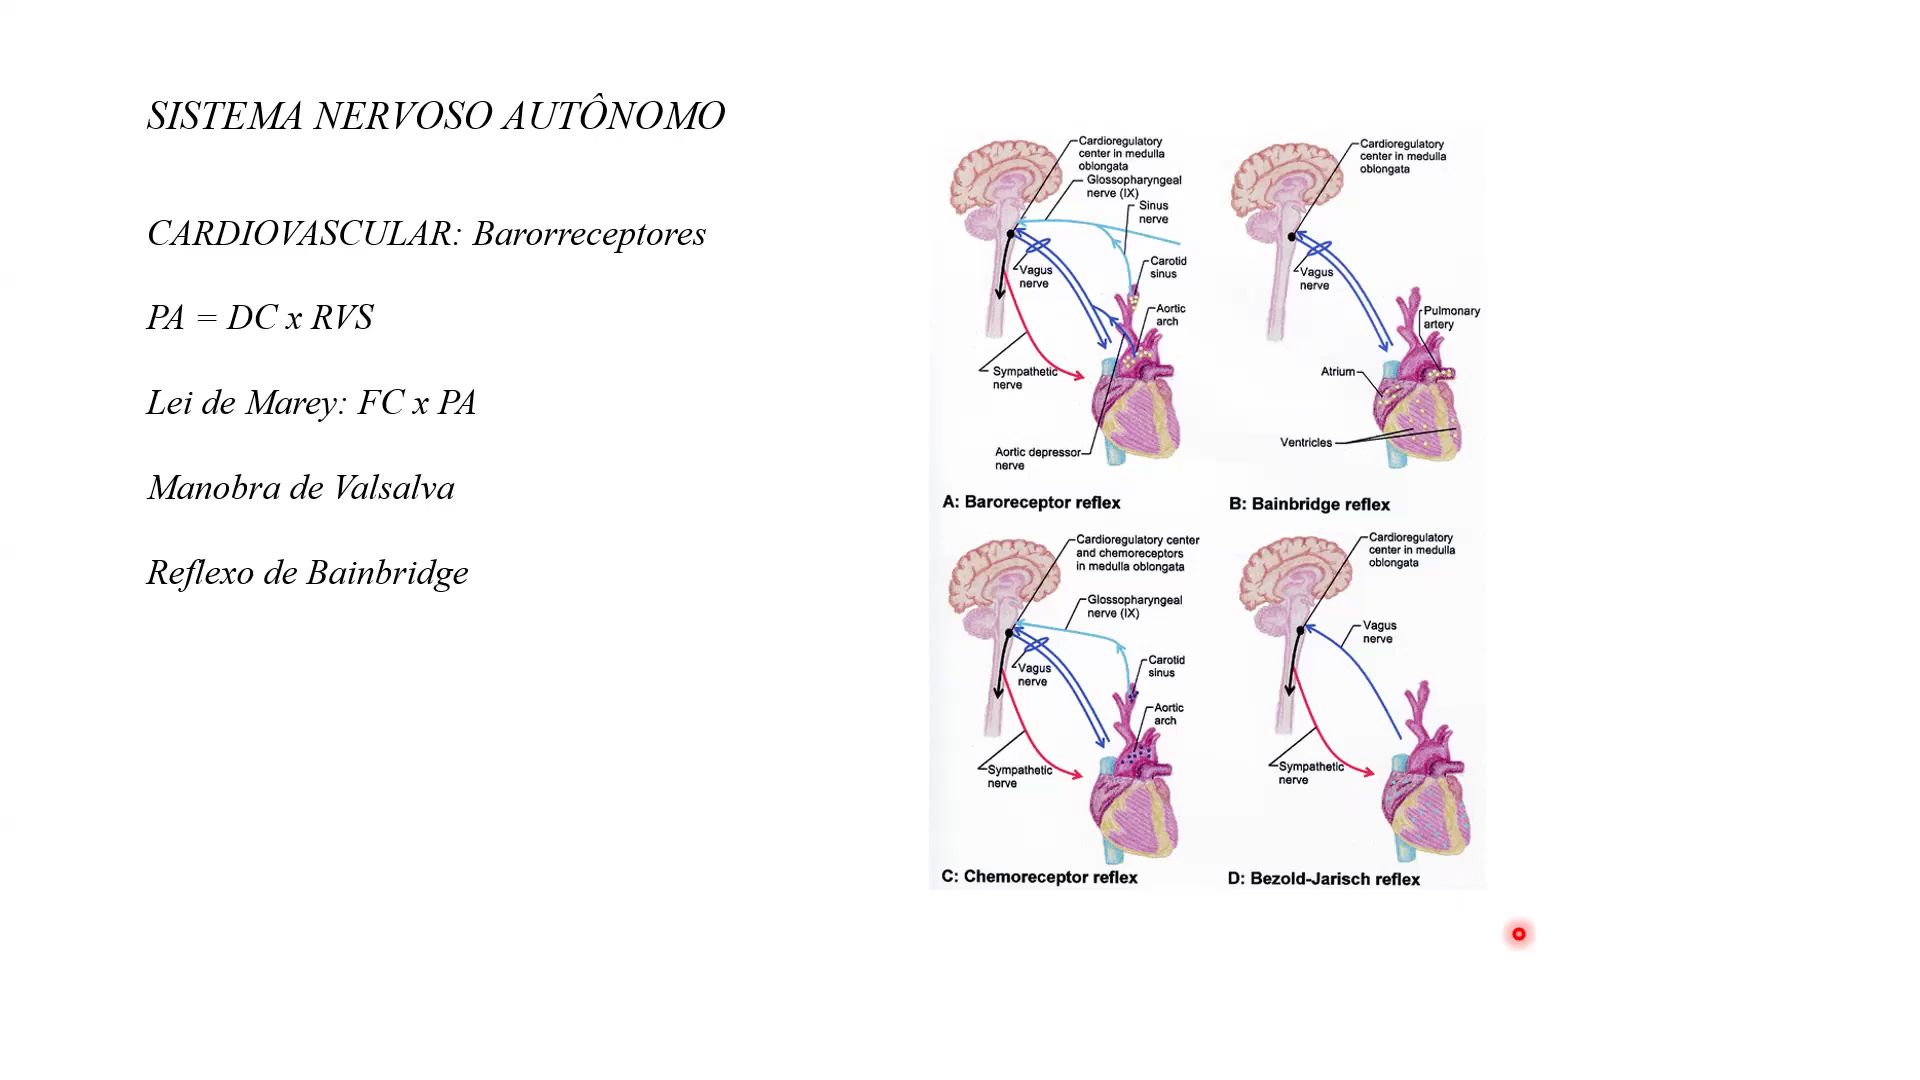 SISTEMA NERVOSO AUTÔNOMO
CARDIOVASCULAR: Barorreceptores
PA = DC x RVS
Lei de Marey: FC x PA
Manobra de Valsalva
Reflexo de Bainbridge
Cardioregulatory
center in medulla
oblongata
Glossopharyngeal
nerve (IX)
Sinus
nerve
Vagus
nerve
Carotid
sinus
Aortic
arch
Sympathetic
nerve
Aortic depressor
nerve
A: Baroreceptor reflex
Cardioregulatory
center in medulla
oblongata
Vagus
nerve
Pulmonary
artery
Atrium
Ventricles
B: Bainbridge reflex
Cardioregulatory center
and chemoreceptors
in medulla oblongata
Glossopharyngeal
nerve (IX)
Vagus
nerve
Carotid
sinus
Aortic
arch
Sympathetic
nerve
C: Chemoreceptor reflex
Cardioregulatory
center in medulla
oblongata
Vagus
nerve
Sympathetic
nerve
D: Bezold-Jarisch reflex